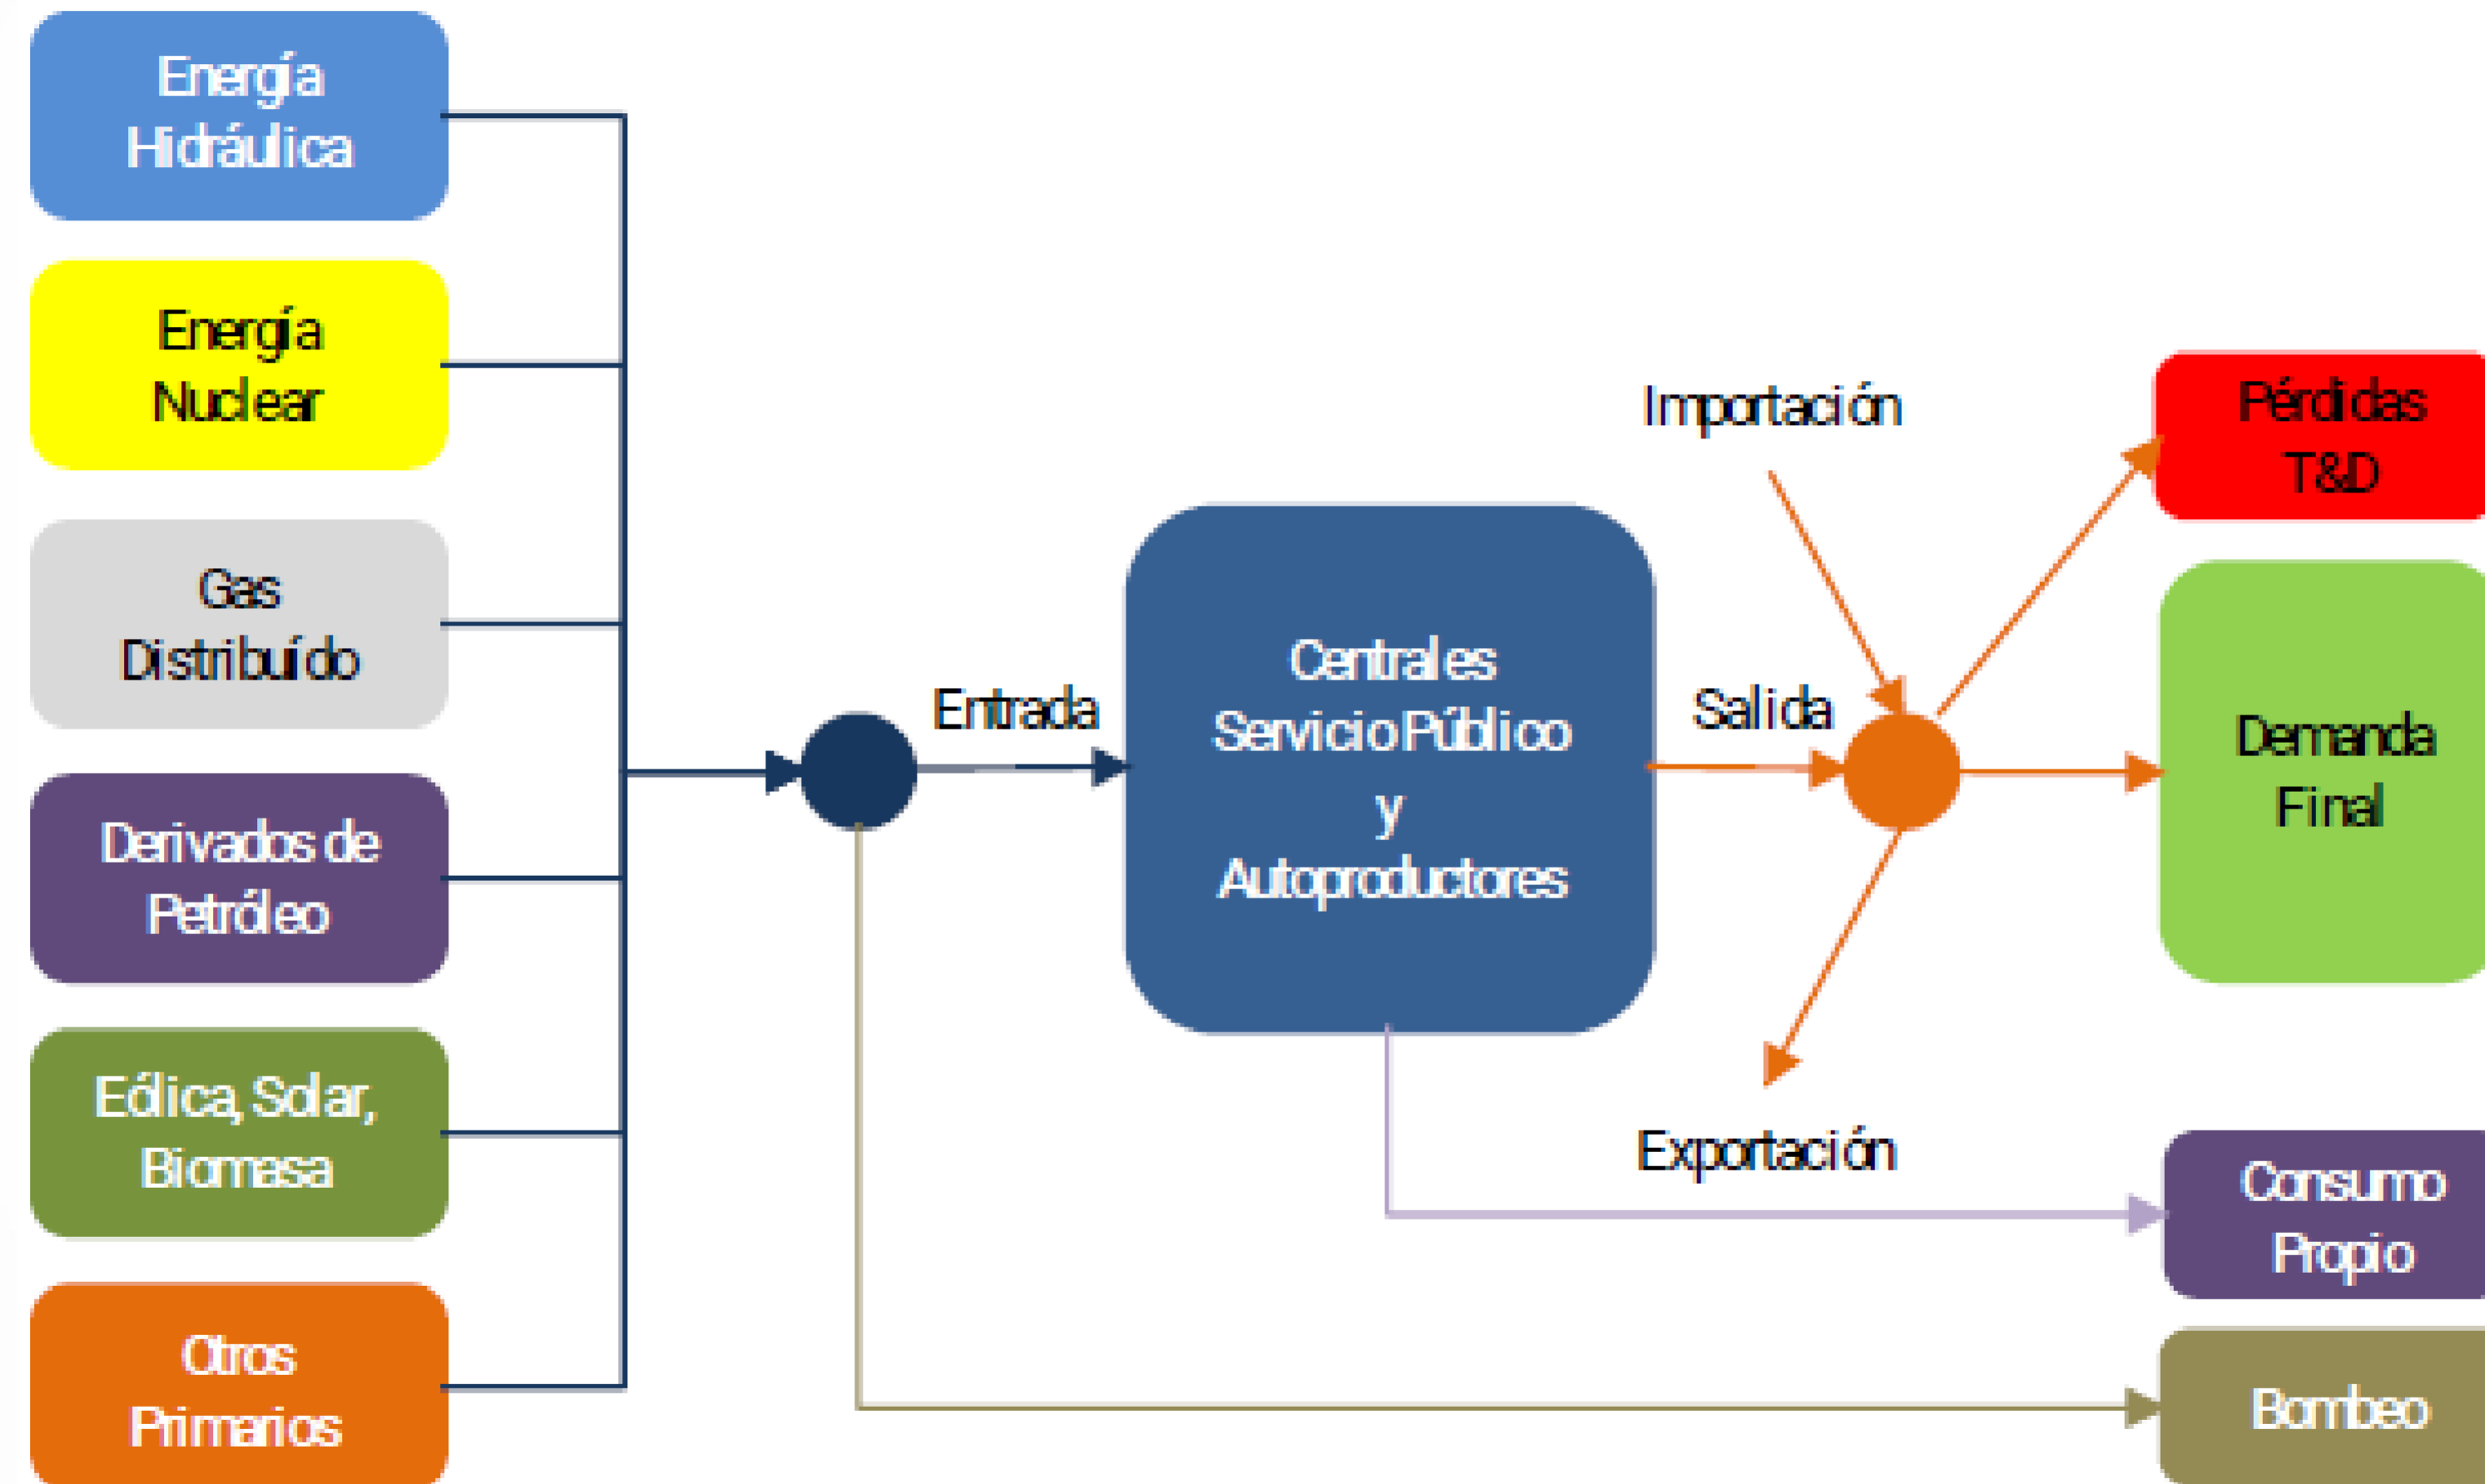 Energía
Hidráulica
Energía
Nuclear
Gas
Distribuído
Derivados de
Petróleo
Eólica, Solar,
Biomasa
Otros
Primarios
Entrada
Centrales
Servicio Público
y
Autoproductores
Importación
Salida
Exportación
Pérdidas
T&D
Demanda
Final
Consumo
Propio
Bombeo